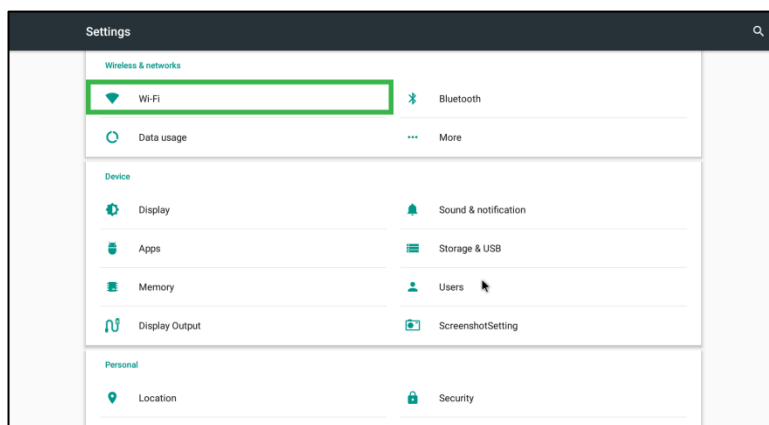 Settings
Wireless & networks
Wi-Fi
Bluetooth
Data usage
More
Device
Display
Sound & notification
Apps
Storage & USB
Memory
Users
Display Output
ScreenshotSetting
Personal
Location
Security